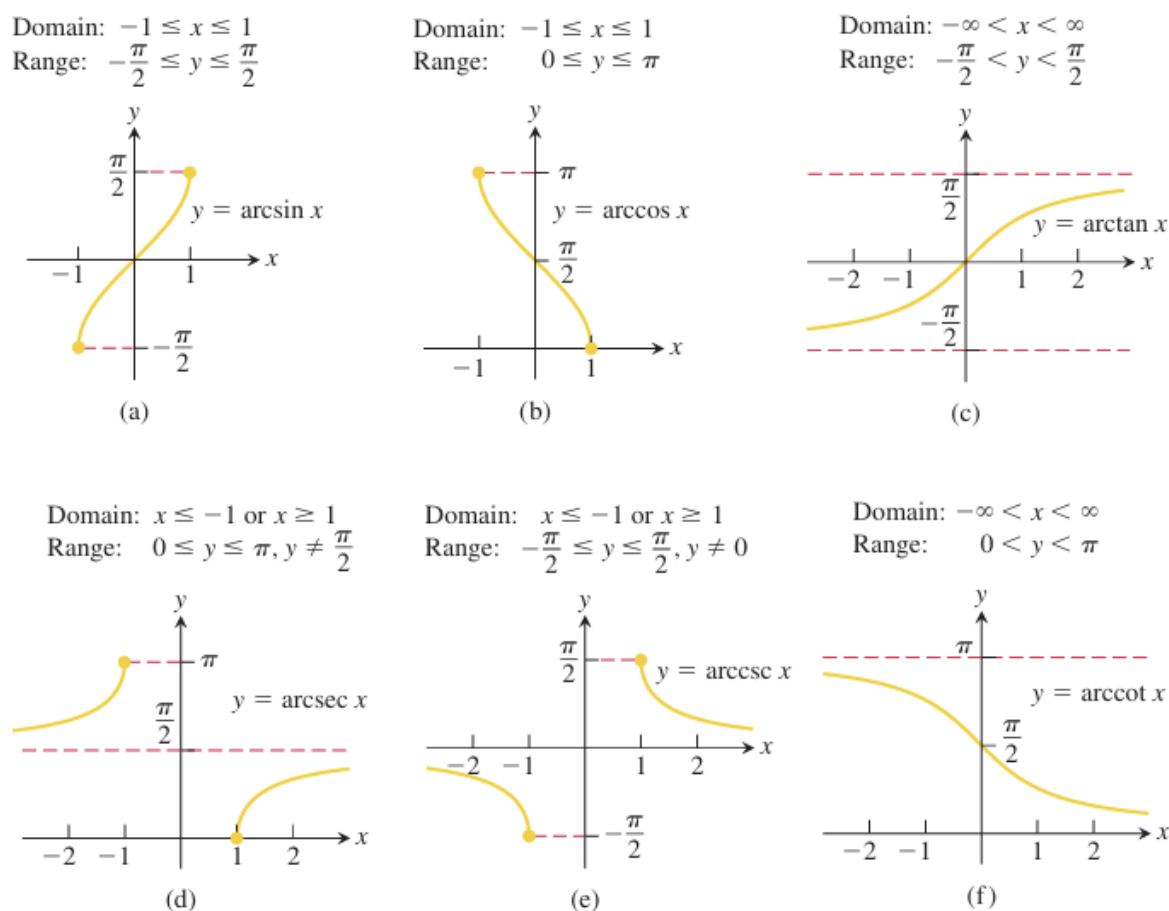 Domain: −1 ≤ x ≤ 1
Range: −π/2 ≤ y ≤ π/2
y
π/2
y = arcsin x
−1
1
x
−π/2
(a)
Domain: −1 ≤ x ≤ 1
Range: 0 ≤ y ≤ π
y
π
y = arccos x
π/2
−1
1
x
(b)
Domain: −∞ < x < ∞
Range: −π/2 < y < π/2
y
π/2
y = arctan x
−2 −1 1 2
x
−π/2
(c)
Domain: x ≤ −1 or x ≥ 1
Range: 0 ≤ y ≤ π, y ≠ π/2
y
π
y = arcsec x
π/2
−2 −1 1 2
x
(d)
Domain: x ≤ −1 or x ≥ 1
Range: −π/2 ≤ y ≤ π/2, y ≠ 0
y
π/2
y = arccsc x
−2 −1 1 2
x
−π/2
(e)
Domain: −∞ < x < ∞
Range: 0 < y < π
y
π
y = arccot x
π/2
−2 −1 1 2
x
(f)